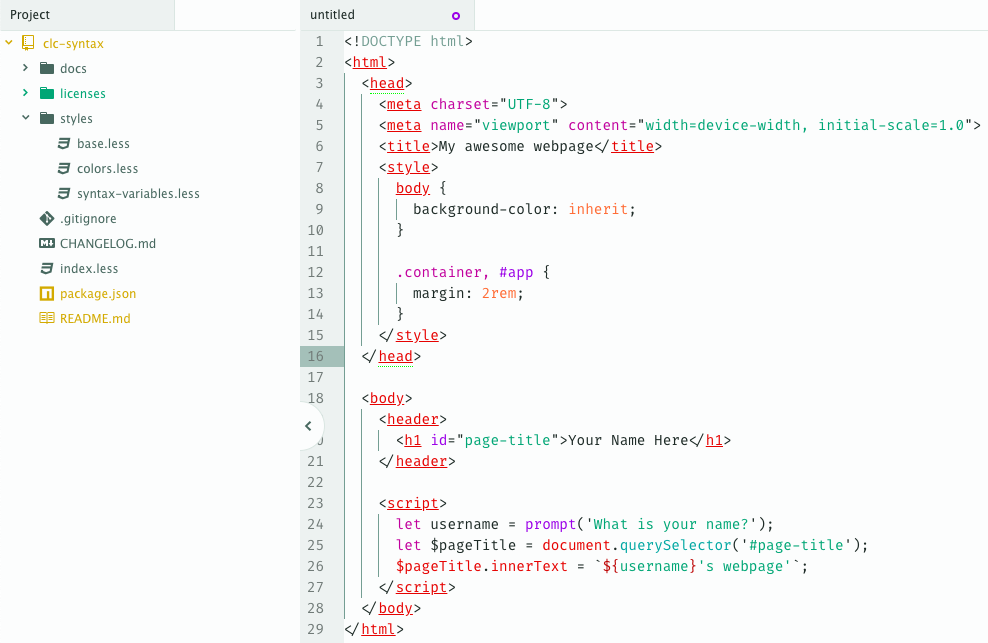 Project
clc-syntax
docs
licenses
styles
base.less
colors.less
syntax-variables.less
.gitignore
CHANGELOG.md
index.less
package.json
README.md
untitled
1 <!DOCTYPE html>
2 <html>
3 <head>
4 <meta charset="UTF-8">
5 <meta name="viewport" content="width=device-width, initial-scale=1.0">
6 <title>My awesome webpage</title>
7 <style>
8 body {
9 background-color: inherit;
10 }
11
12 .container, #app {
13 margin: 2rem;
14 }
15 </style>
16 </head>
17
18 <body>
<header>
<h1 id="page-title">Your Name Here</h1>
21 </header>
22
23 <script>
24 let username = prompt('What is your name?');
25 let $pageTitle = document.querySelector('#page-title');
26 $pageTitle.innerText = `${username}'s webpage'`;
27 </script>
28 </body>
29 </html>